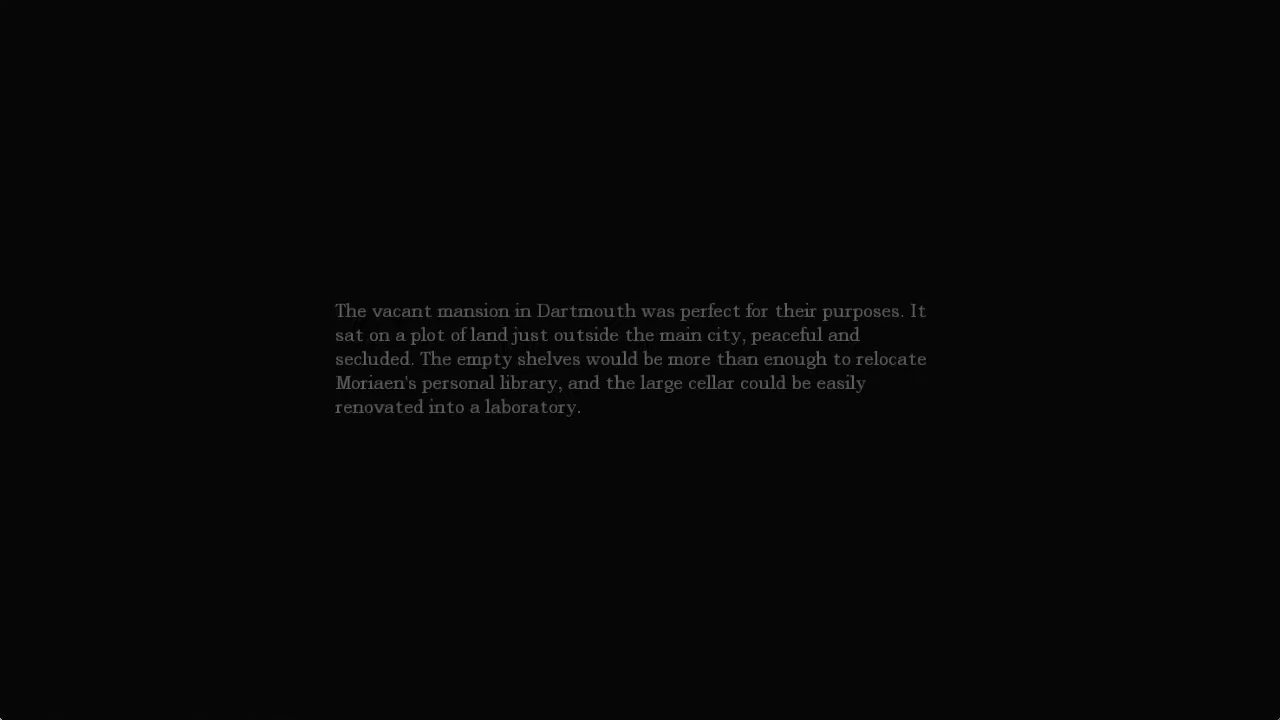 The vacant mansion in Dartmouth was perfect for their purposes. It
sat on a plot of land just outside the main city, peaceful and
secluded. The empty shelves would be more than enough to relocate
Moriaen's personal library, and the large cellar could be easily
renovated into a laboratory.